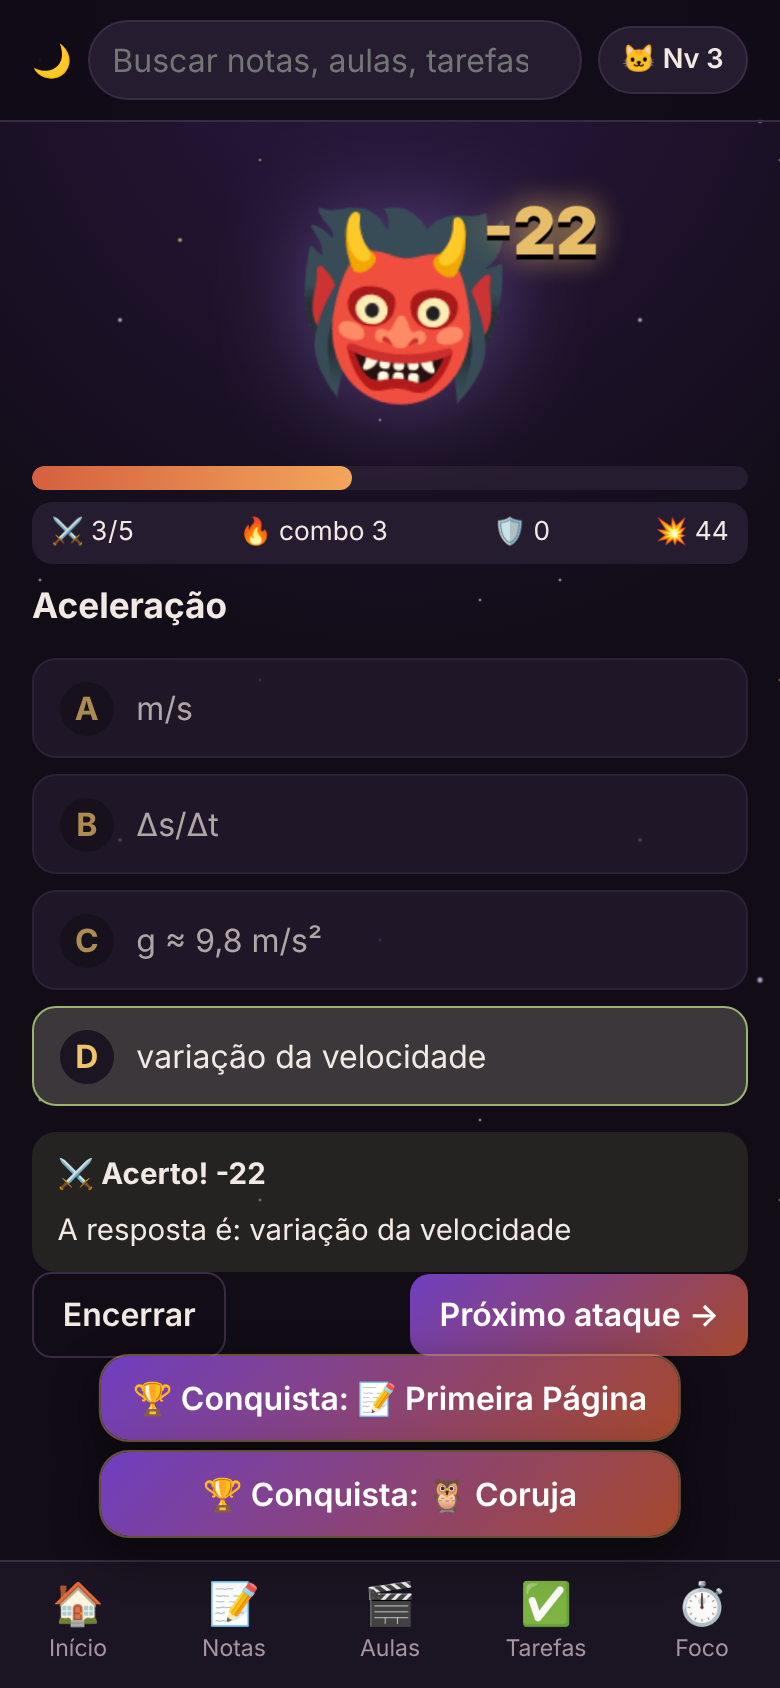 Buscar notas, aulas, tarefas
Nv 3
-22
3/5
combo 3
0
44
Aceleração
A m/s
B Δs/Δt
C g ≈ 9,8 m/s²
D variação da velocidade
Acerto! -22
A resposta é: variação da velocidade
Encerrar
Próximo ataque →
Conquista: Primeira Página
Conquista: Coruja
Início
Notas
Aulas
Tarefas
Foco